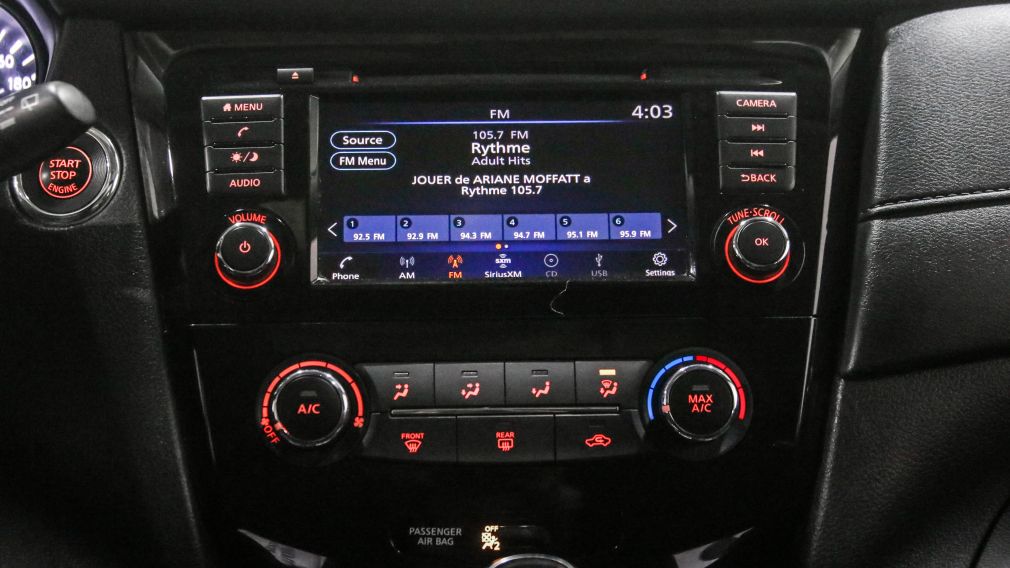 180
START
STOP
ENGINE
MENU
AUDIO
VOLUME
FM 4:03
Source
FM Menu
105.7 FM
Rythme
Adult Hits
JOUER de ARIANE MOFFATT a
Rythme 105.7
1 2 3 4 5 6
92.5 FM 92.9 FM 94.3 FM 94.7 FM 95.1 FM 95.9 FM
Phone AM FM sxm SiriusXM CD USB Settings
CAMERA
BACK
TUNE·SCROLL
OK
A/C
OFF
MAX
A/C
FRONT REAR
PASSENGER
AIR BAG
OFF
2